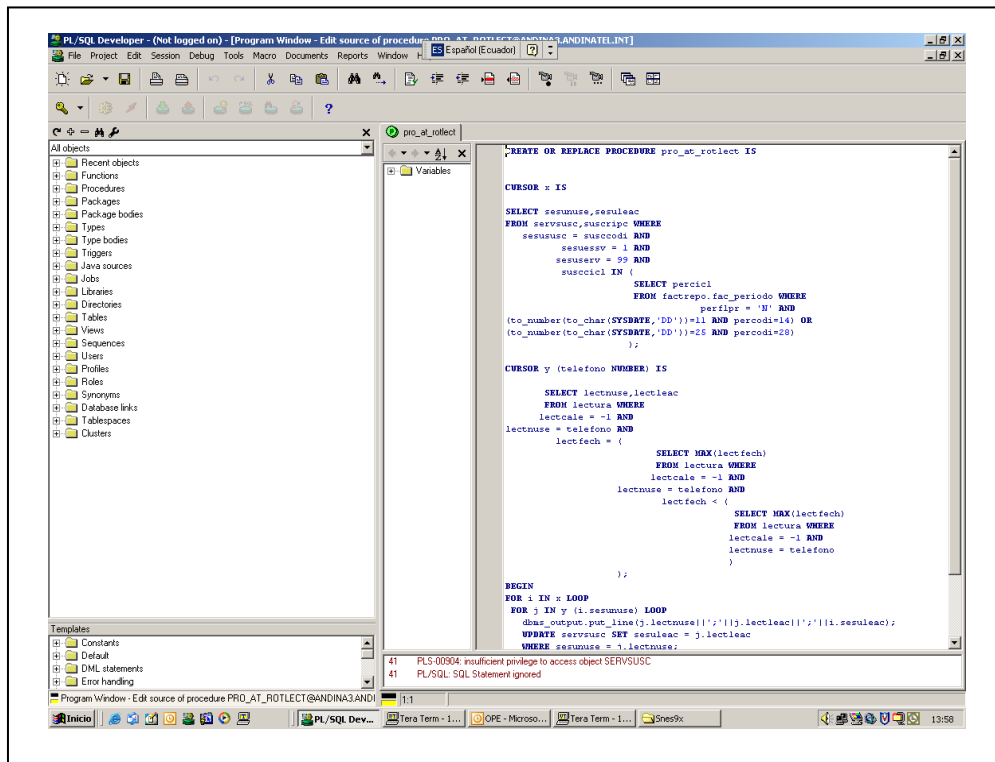 PL/SQL Developer - (Not logged on) - [Program Window - Edit source of procedure PRO_AT_ROTLECT@ANDINA3.ANDINATEL.INT]
ES Español (Ecuador)
File Project Edit Session Debug Tools Macro Documents Reports Window
All objects
Recent objects
Functions
Procedures
Packages
Package bodies
Types
Type bodies
Triggers
Java sources
Jobs
Libraries
Directories
Tables
Views
Sequences
Users
Profiles
Roles
Synonyms
Database links
Tablespaces
Clusters
Templates
Constants
Default
DML statements
Error handling
pro_at_rotlect
Variables
CREATE OR REPLACE PROCEDURE pro_at_rotlect IS
CURSOR x IS
SELECT sesunuse,sesuleac
FROM servsusc,suscripc WHERE
sesususc = susccodi AND
sesuessv = 1 AND
sesuserv = 99 AND
susccicl IN (
SELECT percicl
FROM factrepo.fac_periodo WHERE
perflpr = 'N' AND
(to_number(to_char(SYSDATE,'DD'))=11 AND percodi=14) OR
(to_number(to_char(SYSDATE,'DD'))=25 AND percodi=28)
);
CURSOR y (telefono NUMBER) IS
SELECT lectnuse,lectleac
FROM lectura WHERE
lectcale = -1 AND
lectnuse = telefono AND
lectfech = (
SELECT MAX(lectfech)
FROM lectura WHERE
lectcale = -1 AND
lectnuse = telefono AND
lectfech < (
SELECT MAX(lectfech)
FROM lectura WHERE
lectcale = -1 AND
lectnuse = telefono
)
);
BEGIN
FOR i IN x LOOP
FOR j IN y (i.sesunuse) LOOP
dbms_output.put_line(j.lectnuse||';'||j.lectleac||';'||i.sesuleac);
UPDATE servsusc SET sesuleac = j.lectleac
WHERE sesunuse = j.lectnuse;
41 PLS-00904: insufficient privilege to access object SERVSUSC
41 PL/SQL: SQL Statement ignored
Program Window - Edit source of procedure PRO_AT_ROTLECT@ANDINA3.ANDI
1:1
Inicio
PL/SQL Dev...
Tera Term - 1...
OPE - Microso...
Tera Term - 1...
Snes9x
13:58